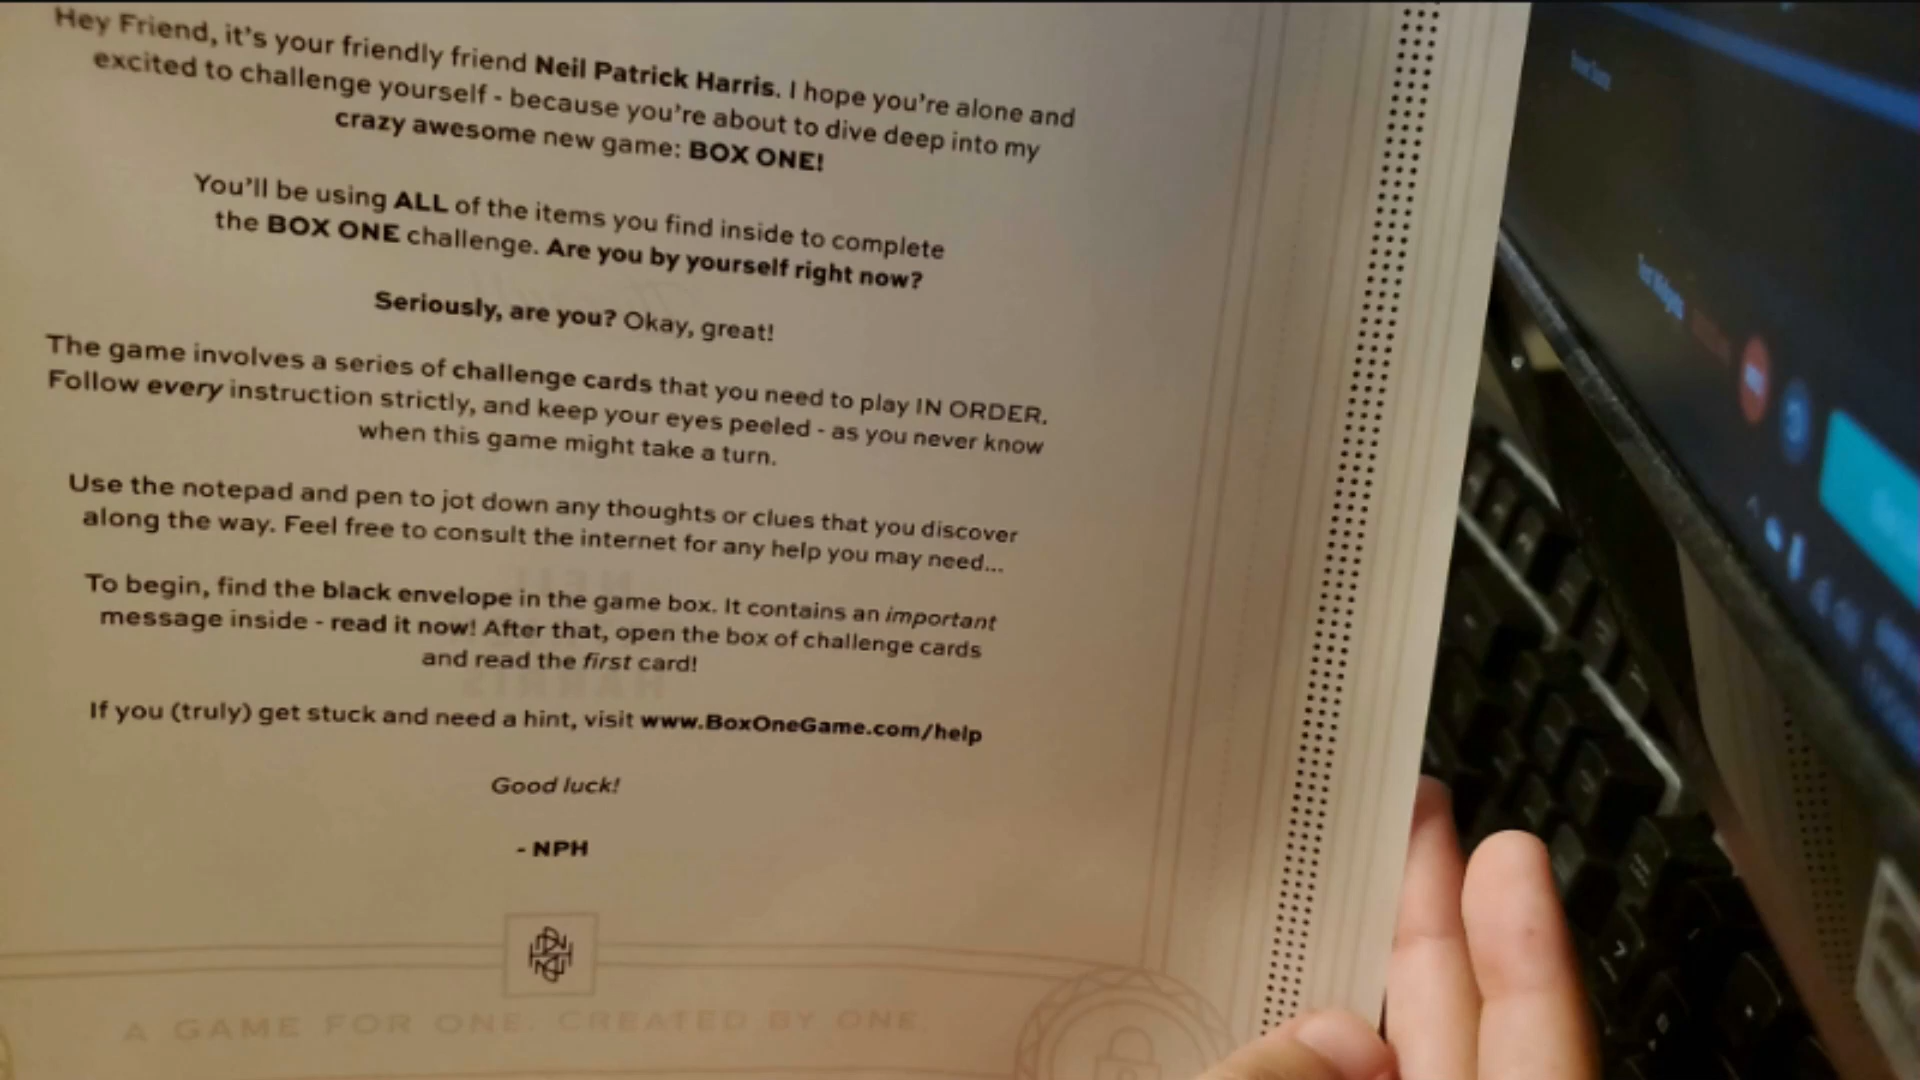 Hey Friend, it's your friendly friend Neil Patrick Harris. I hope you're alone and
excited to challenge yourself - because you're about to dive deep into my
crazy awesome new game: BOX ONE!
You'll be using ALL of the items you find inside to complete
the BOX ONE challenge. Are you by yourself right now?
Seriously, are you? Okay, great!
The game involves a series of challenge cards that you need to play IN ORDER.
Follow every instruction strictly, and keep your eyes peeled - as you never know
when this game might take a turn.
Use the notepad and pen to jot down any thoughts or clues that you discover
along the way. Feel free to consult the internet for any help you may need...
To begin, find the black envelope in the game box. It contains an important
message inside - read it now! After that, open the box of challenge cards
and read the first card!
If you (truly) get stuck and need a hint, visit www.BoxOneGame.com/help
Good luck!
- NPH
A GAME FOR ONE. CREATED BY ONE.